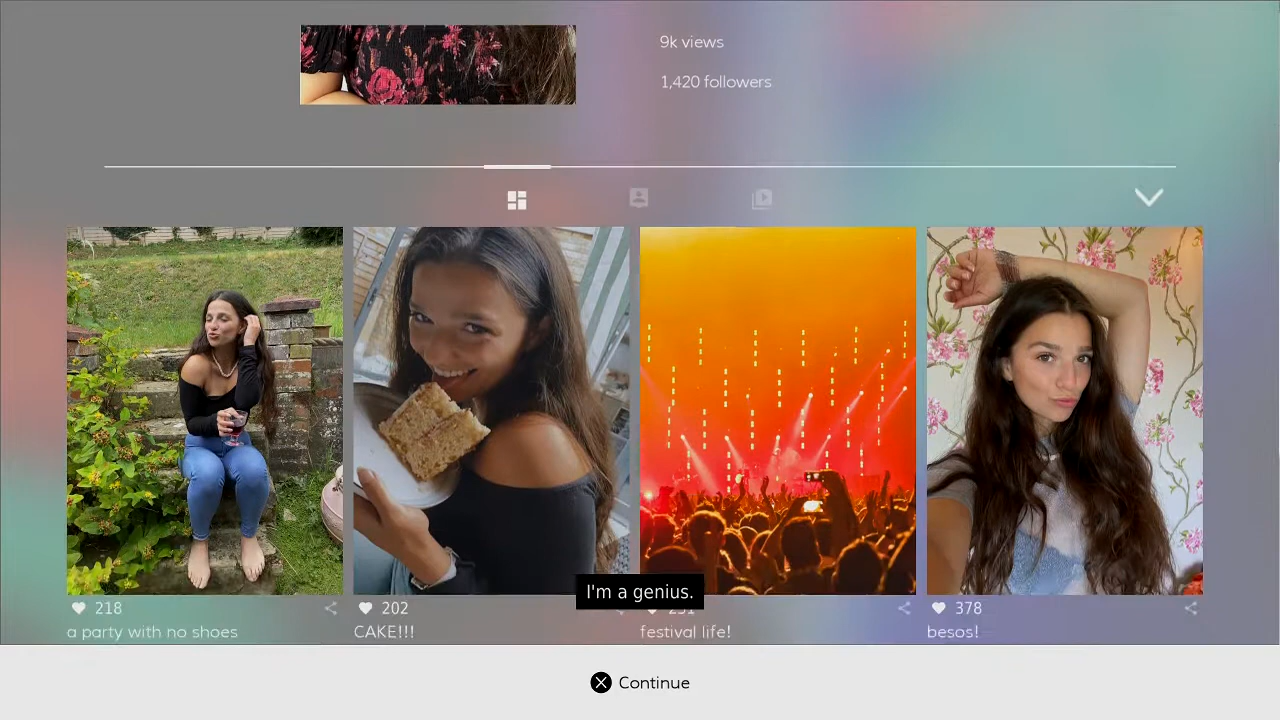 9k views
1,420 followers
I'm a genius.
218
202
378
a party with no shoes
CAKE!!!
festival life!
besos!
Continue